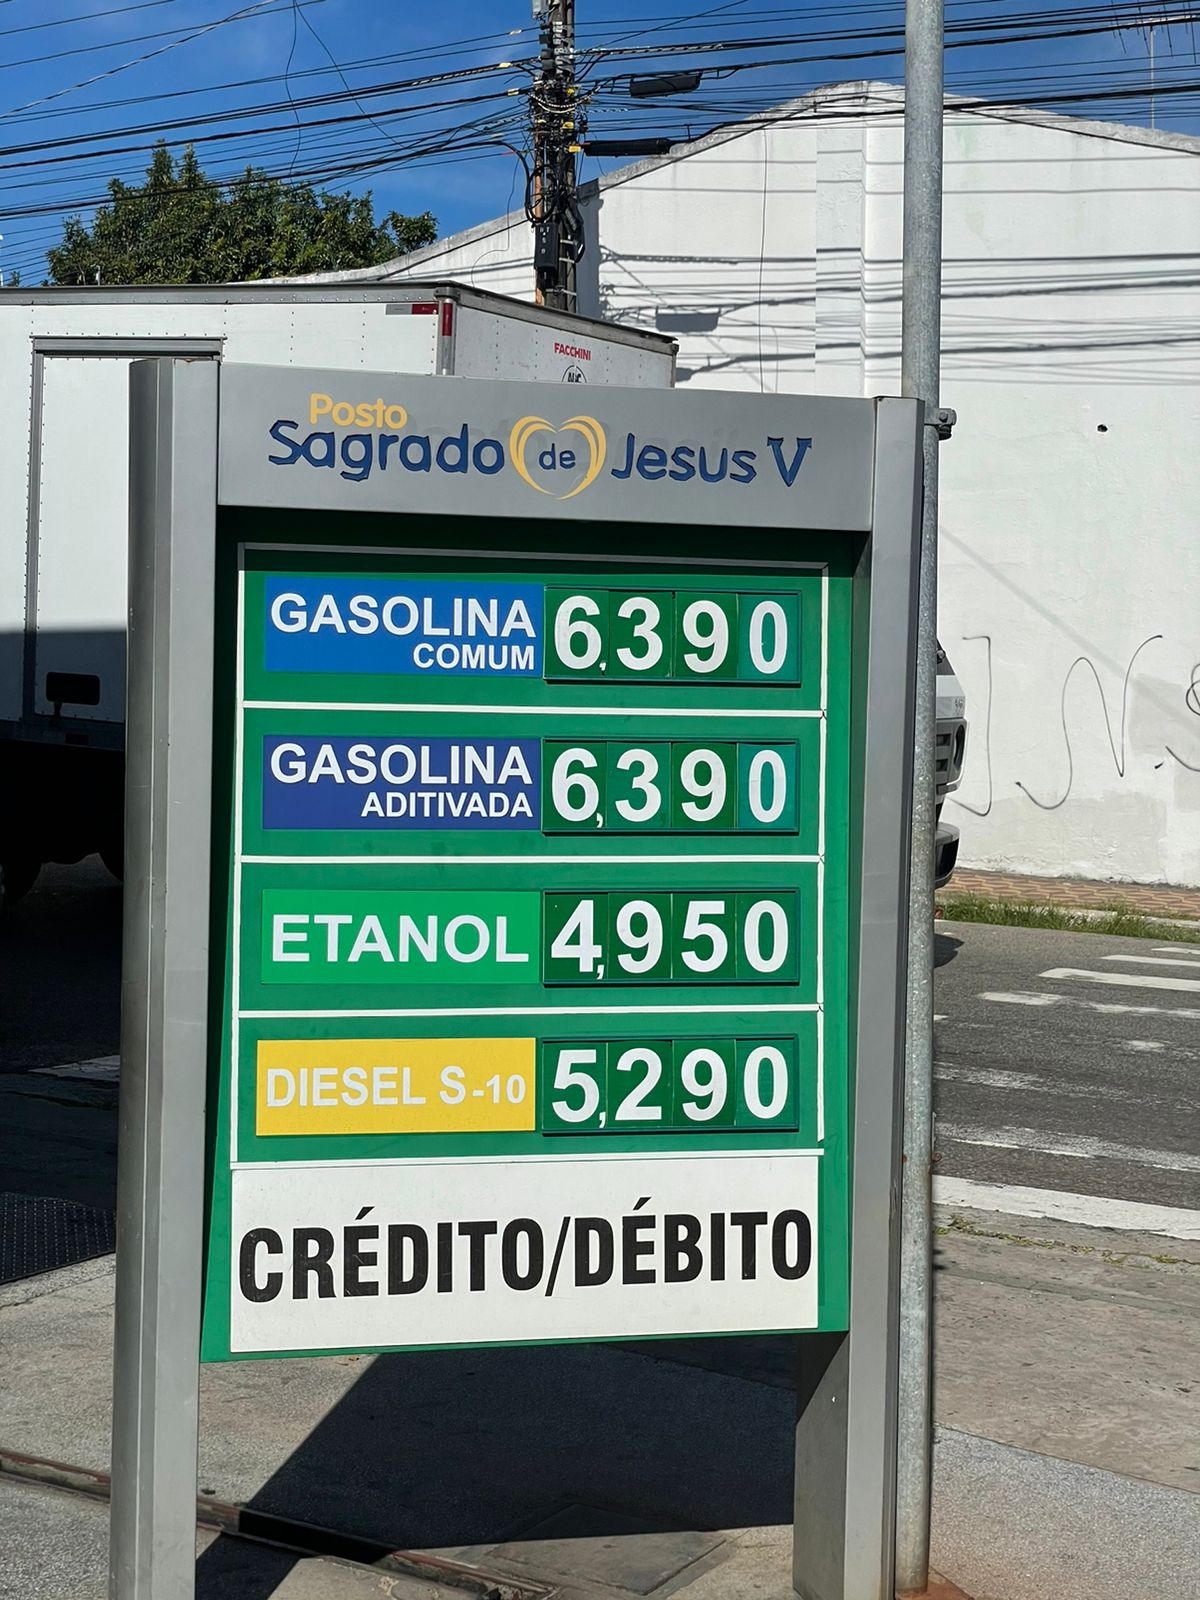 FACCHINI
Posto
Sagrado de Jesus V
GASOLINA 6,390
COMUM
GASOLINA 6,390
ADITIVADA
ETANOL 4,950
DIESEL S-10 5,290
CRÉDITO/DÉBITO